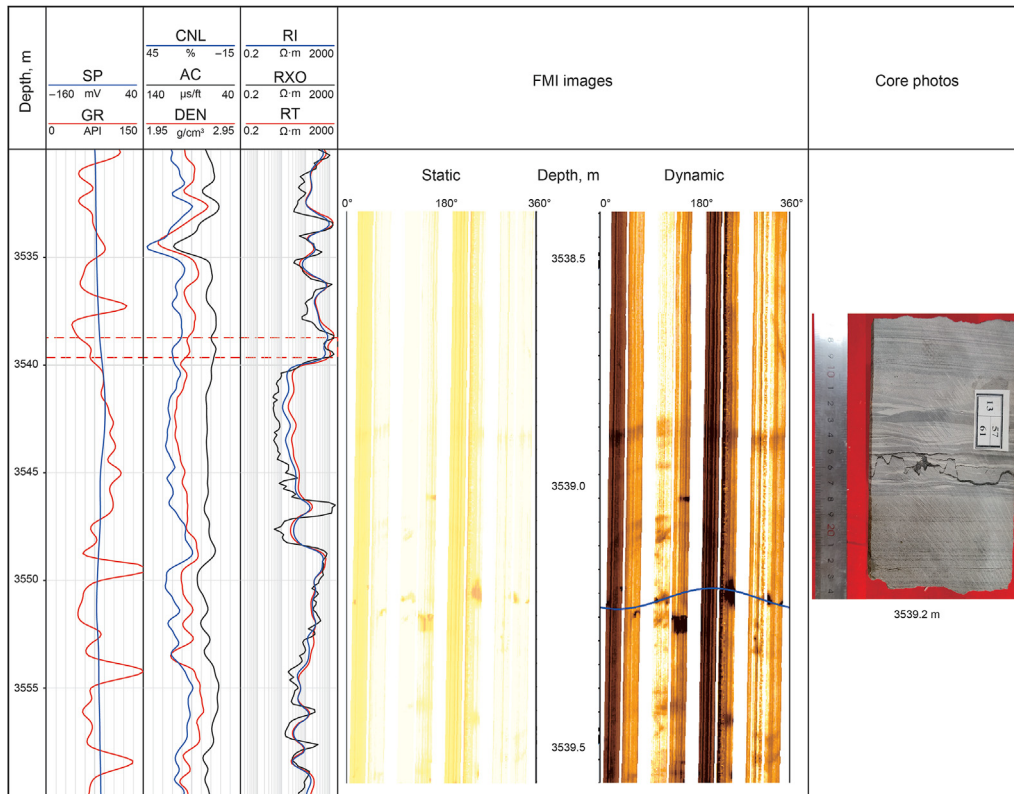 Depth, m
SP
−160 mV 40
GR
0 API 150
CNL
45 % −15
AC
140 μs/ft 40
DEN
1.95 g/cm³ 2.95
RI
0.2 Ω·m 2000
RXO
0.2 Ω·m 2000
RT
0.2 Ω·m 2000
FMI images
Core photos
Static
Depth, m
Dynamic
0° 180° 360°
0° 180° 360°
3535
3540
3545
3550
3555
3538.5
3539.0
3539.5
57
13
61
3539.2 m